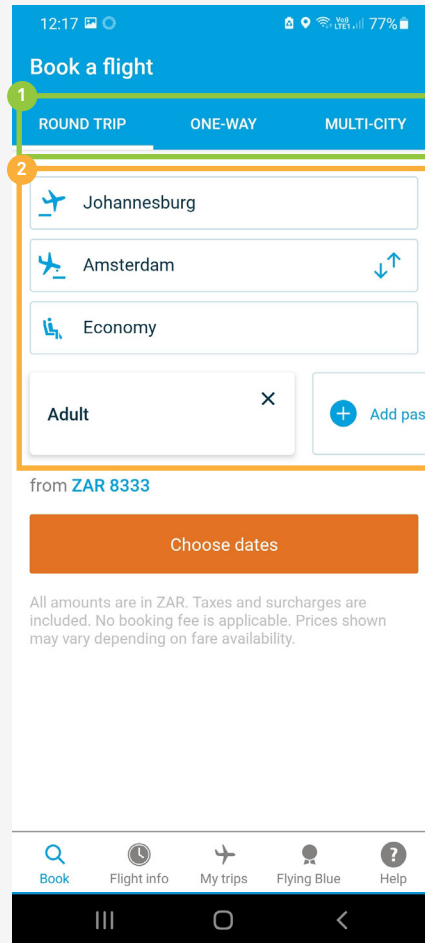 12:17 Vo)) LTE1 77%
Book a flight
1
ROUND TRIP ONE-WAY MULTI-CITY
2
Johannesburg
Amsterdam
Economy
Adult Add pas
from ZAR 8333
Choose dates
All amounts are in ZAR. Taxes and surcharges are
included. No booking fee is applicable. Prices shown
may vary depending on fare availability.
Book Flight info My trips Flying Blue Help